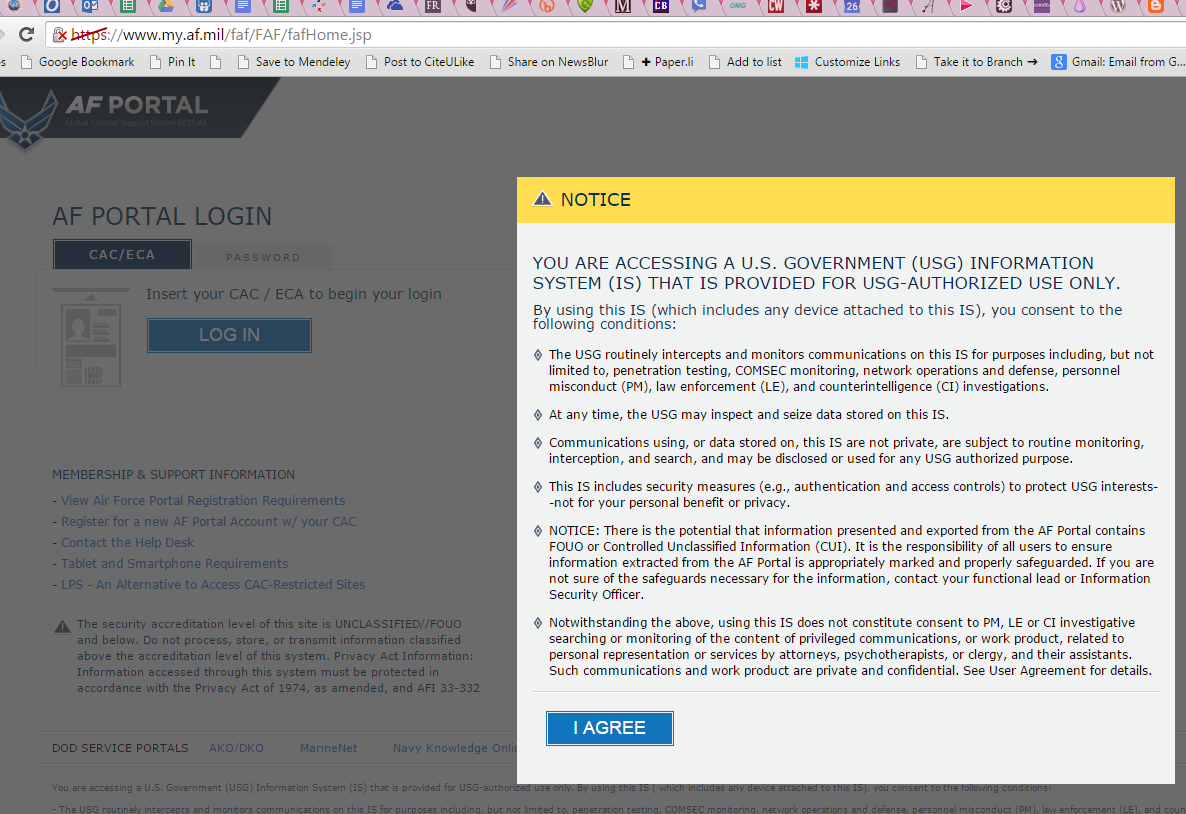 FR
M
CB
OMG
CW
26
https://www.my.af.mil/faf/FAF/fafHome.jsp
Google Bookmark Pin It Save to Mendeley Post to CiteULike Share on NewsBlur + Paper.li Add to list Customize Links Take it to Branch → Gmail: Email from G...
AF PORTAL
Global Combat Support System GCSS-AF
AF PORTAL LOGIN
CAC/ECA PASSWORD
Insert your CAC / ECA to begin your login
LOG IN
MEMBERSHIP & SUPPORT INFORMATION
- View Air Force Portal Registration Requirements
- Register for a new AF Portal Account w/ your CAC
- Contact the Help Desk
- Tablet and Smartphone Requirements
- LPS - An Alternative to Access CAC-Restricted Sites
The security accreditation level of this site is UNCLASSIFIED//FOUO
and below. Do not process, store, or transmit information classified
above the accreditation level of this system. Privacy Act Information:
Information accessed through this system must be protected in
accordance with the Privacy Act of 1974, as amended, and AFI 33-332
NOTICE
YOU ARE ACCESSING A U.S. GOVERNMENT (USG) INFORMATION
SYSTEM (IS) THAT IS PROVIDED FOR USG-AUTHORIZED USE ONLY.
By using this IS (which includes any device attached to this IS), you consent to the
following conditions:
The USG routinely intercepts and monitors communications on this IS for purposes including, but not
limited to, penetration testing, COMSEC monitoring, network operations and defense, personnel
misconduct (PM), law enforcement (LE), and counterintelligence (CI) investigations.
At any time, the USG may inspect and seize data stored on this IS.
Communications using, or data stored on, this IS are not private, are subject to routine monitoring,
interception, and search, and may be disclosed or used for any USG authorized purpose.
This IS includes security measures (e.g., authentication and access controls) to protect USG interests-
-not for your personal benefit or privacy.
NOTICE: There is the potential that information presented and exported from the AF Portal contains
FOUO or Controlled Unclassified Information (CUI). It is the responsibility of all users to ensure
information extracted from the AF Portal is appropriately marked and properly safeguarded. If you are
not sure of the safeguards necessary for the information, contact your functional lead or Information
Security Officer.
Notwithstanding the above, using this IS does not constitute consent to PM, LE or CI investigative
searching or monitoring of the content of privileged communications, or work product, related to
personal representation or services by attorneys, psychotherapists, or clergy, and their assistants.
Such communications and work product are private and confidential. See User Agreement for details.
I AGREE
DOD SERVICE PORTALS AKO/DKO MarineNet Navy Knowledge Onlin
You are accessing a U.S. Government (USG) Information System (IS) that is provided for USG-authorized use only. By using this IS ( which includes any device attached to this IS), you consent to the following conditions:
- The USG routinely intercepts and monitors communications on this IS for purposes including, but not limited to, penetration testing, COMSEC monitoring, network operations and defense, personnel misconduct (PM), law enforcement (LE), and coun